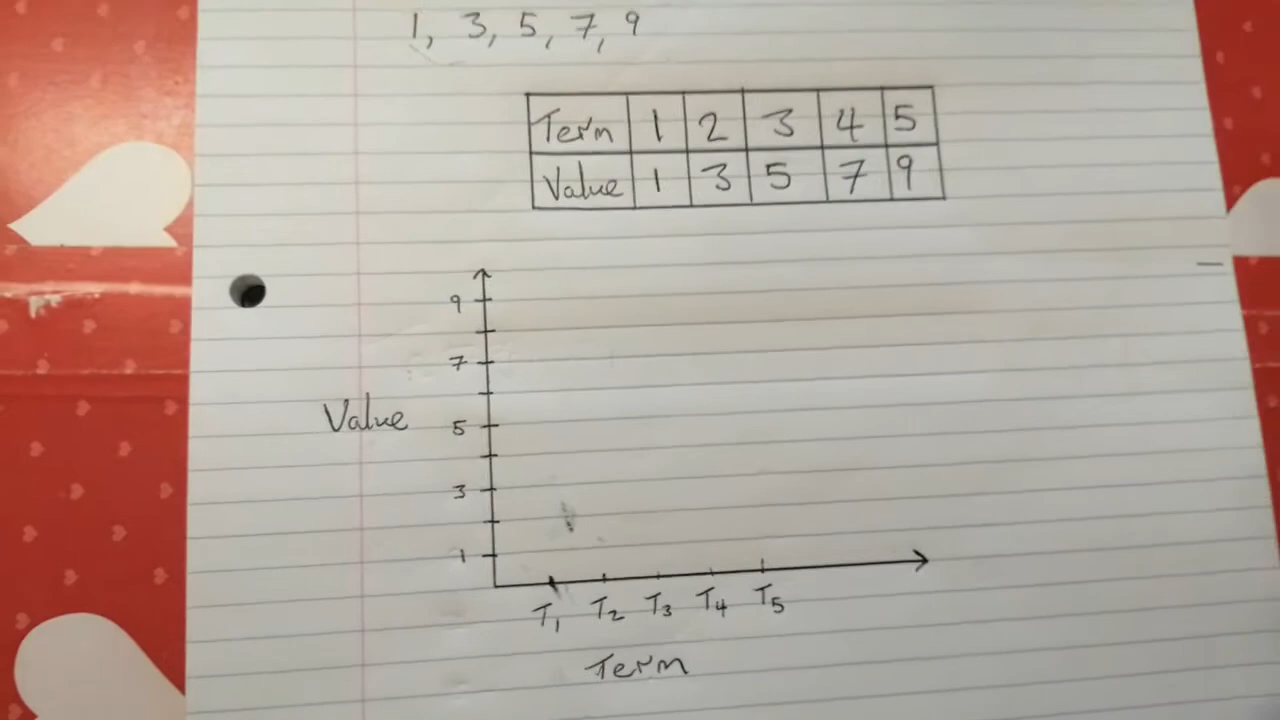 1, 3, 5, 7, 9
Term 1 2 3 4 5
Value 1 3 5 7 9
9
7
Value 5
3
1
T₁ T₂ T₃ T₄ T₅
Term